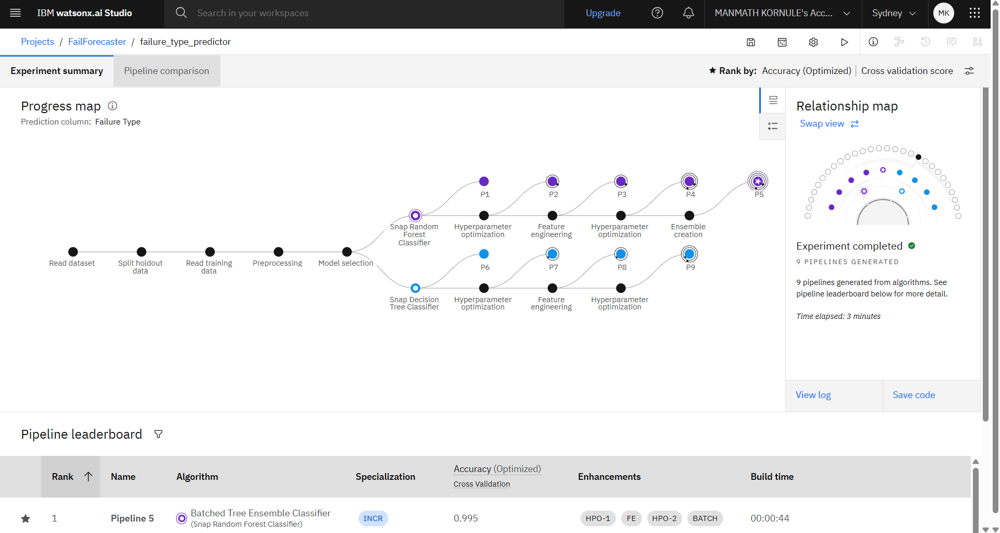 IBM watsonx.ai Studio
Search in your workspaces
Upgrade
MANMATH KORNULE's Acc...
Sydney
MK
Projects / FailForecaster / failure_type_predictor
Experiment summary
Pipeline comparison
Rank by: Accuracy (Optimized) | Cross validation score
Progress map
Prediction column: Failure Type
Relationship map
Swap view
P1
P2
P3
P4
P5
Snap Random
Forest
Classifier
Hyperparameter
optimization
Feature
engineering
Hyperparameter
optimization
Ensemble
creation
Read dataset
Split holdout
data
Read training
data
Preprocessing
Model selection
P6
P7
P8
P9
Snap Decision
Tree Classifier
Hyperparameter
optimization
Feature
engineering
Hyperparameter
optimization
Experiment completed
9 PIPELINES GENERATED
9 pipelines generated from algorithms. See
pipeline leaderboard below for more detail.
Time elapsed: 3 minutes
View log
Save code
Pipeline leaderboard
Rank
Name
Algorithm
Specialization
Accuracy (Optimized)
Cross Validation
Enhancements
Build time
1
Pipeline 5
Batched Tree Ensemble Classifier
(Snap Random Forest Classifier)
INCR
0.995
HPO-1
FE
HPO-2
BATCH
00:00:44